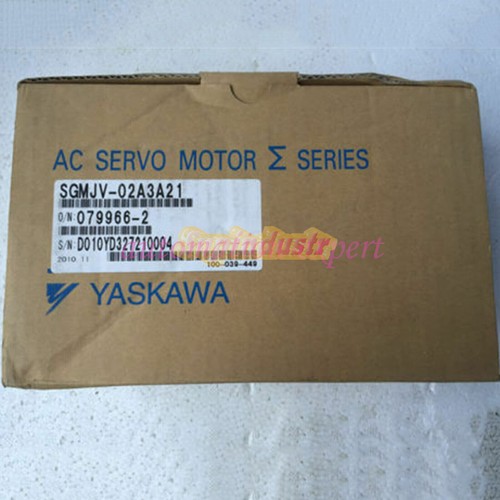 AC SERVO MOTOR Σ SERIES
SGMJV-02A3A21
O/N: 079966-2
S/N: D010YD327210004
2010.11
100-039-449
YASKAWA